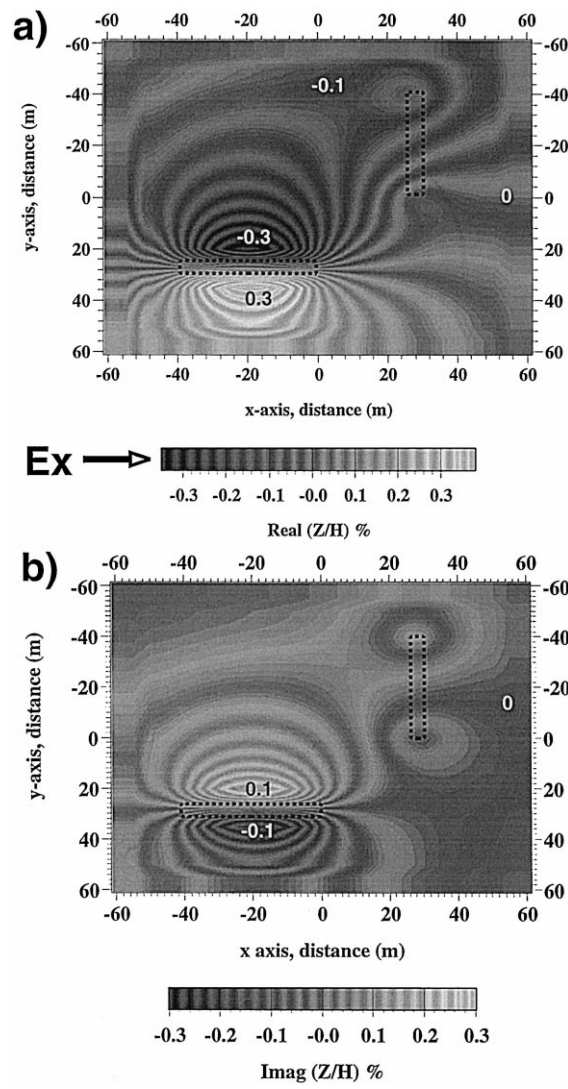 a)
-60 -40 -20 0 20 40 60
-60 -60
-40 -0.1 -40
-20 -20
0 0 0
20 -0.3 20
40 0.3 40
60 60
y-axis, distance (m)
-60 -40 -20 0 20 40 60
x-axis, distance (m)
Ex
-0.3 -0.2 -0.1 -0.0 0.1 0.2 0.3
Real (Z/H) %
b)
-60 -40 -20 0 20 40 60
-60 -60
-40 -40
-20 0 -20
0 0
20 0.1 20
40 -0.1 40
60 60
y-axis, distance (m)
-60 -40 -20 0 20 40 60
x axis, distance (m)
-0.3 -0.2 -0.1 -0.0 0.1 0.2 0.3
Imag (Z/H) %